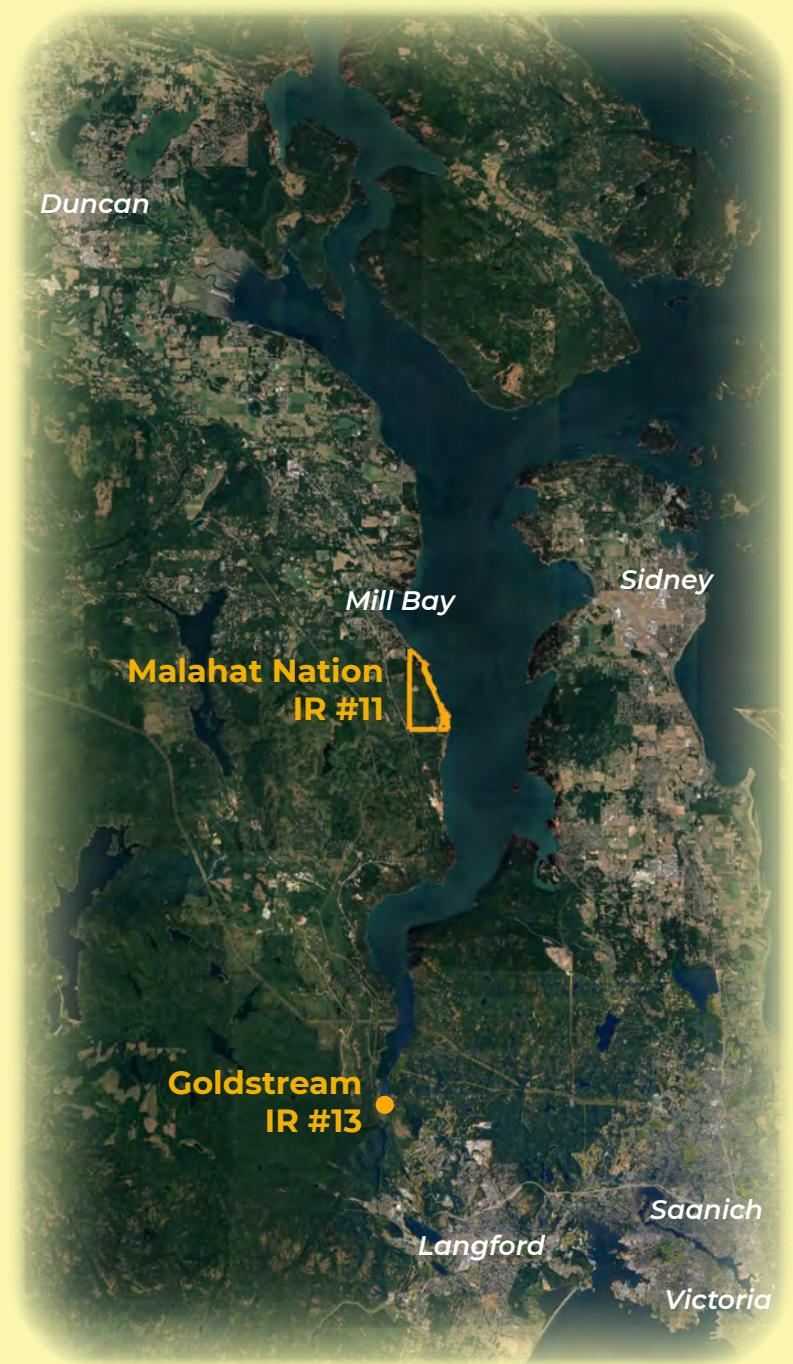 Duncan
Sidney
Mill Bay
Malahat Nation
IR #11
Goldstream
IR #13
Saanich
Langford
Victoria